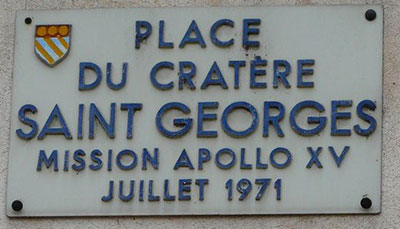 PLACE
DU CRATÈRE
SAINT GEORGES
MISSION APOLLO XV
JUILLET 1971